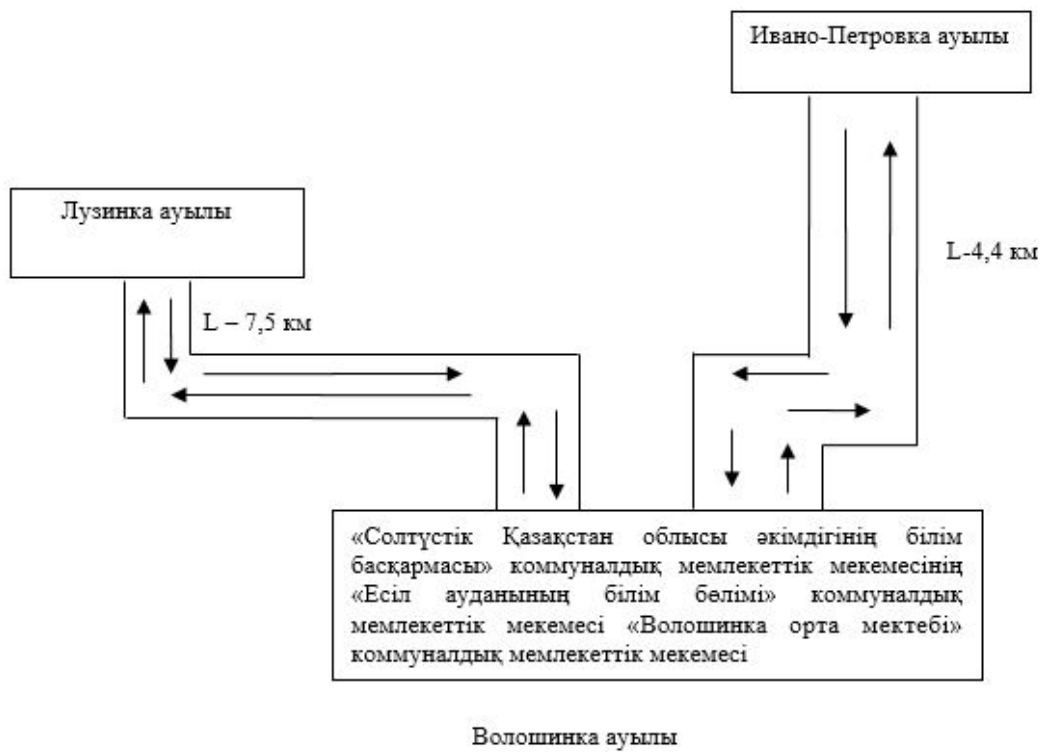 Ивано-Петровка ауылы
Лузинка ауылы
L-4,4 км
L – 7,5 км
«Солтүстік Қазақстан облысы әкімдігінің білім
басқармасы» коммуналдық мемлекеттік мекемесінің
«Есіл ауданының білім бөлімі» коммуналдық
мемлекеттік мекемесі «Волошинка орта мектебі»
коммуналдық мемлекеттік мекемесі
Волошинка ауылы